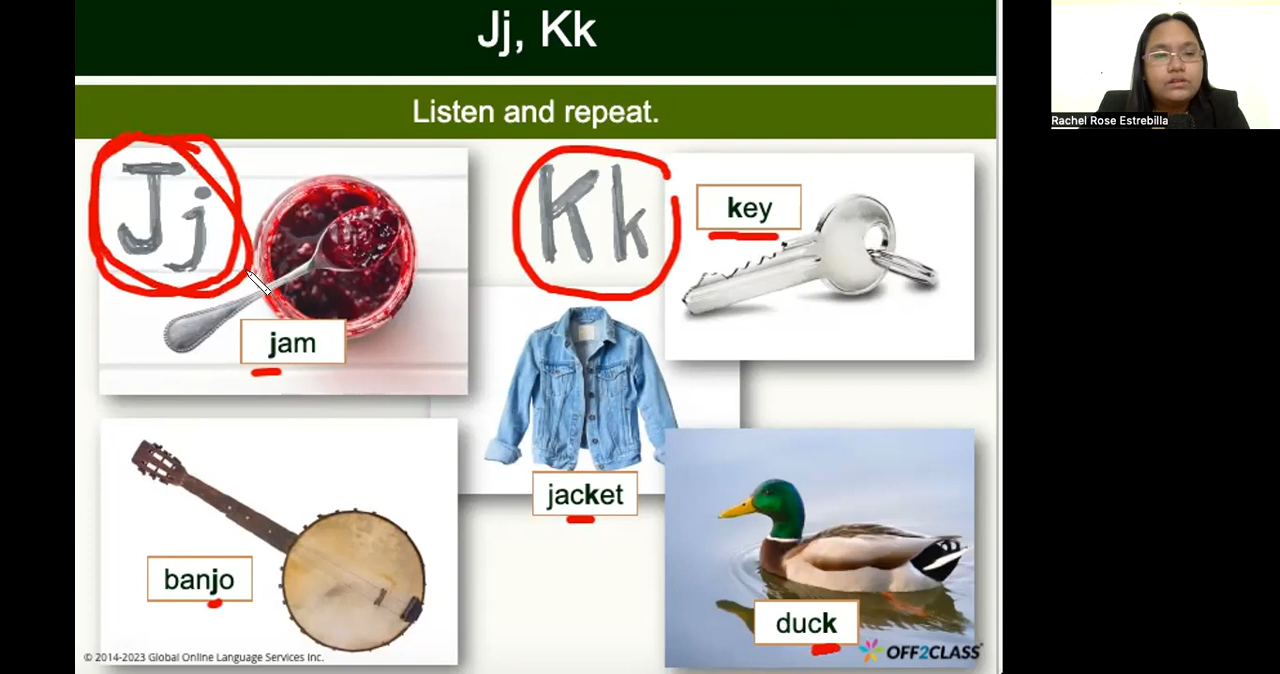 Jj, Kk
Listen and repeat.
Jj
Kk
key
jam
jacket
banjo
duck
© 2014-2023 Global Online Language Services Inc.
OFF2CLASS
Rachel Rose Estrebilla